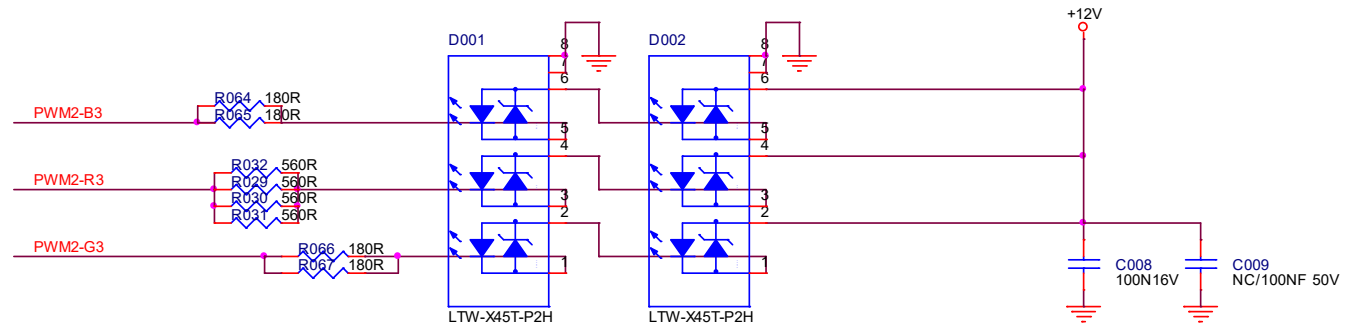 +12V
D001
D002
8
7
6
8
7
6
R064 180R
PWM2-B3
R065 180R
5
4
5
4
R032 560R
PWM2-R3
R029 560R
R030 560R
R031 560R
3
2
3
2
PWM2-G3
R066 180R
R067 180R
1
1
C008
100N16V
C009
NC/100NF 50V
LTW-X45T-P2H
LTW-X45T-P2H